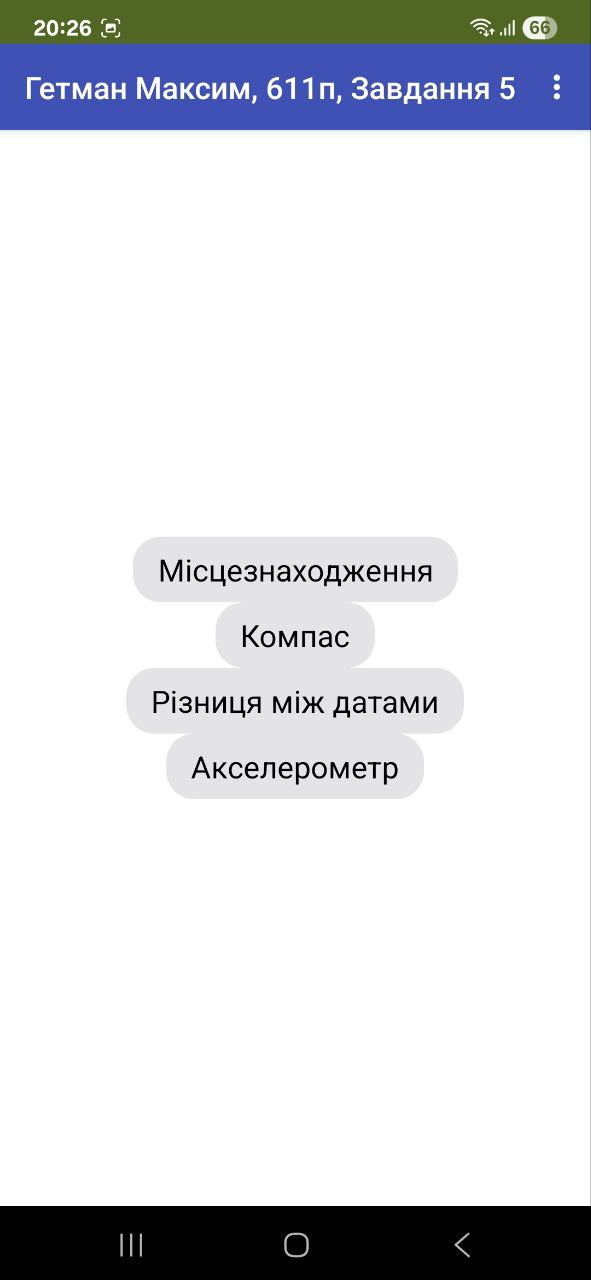 20:26
66
Гетман Максим, 611п, Завдання 5
Місцезнаходження
Компас
Різниця між датами
Акселерометр